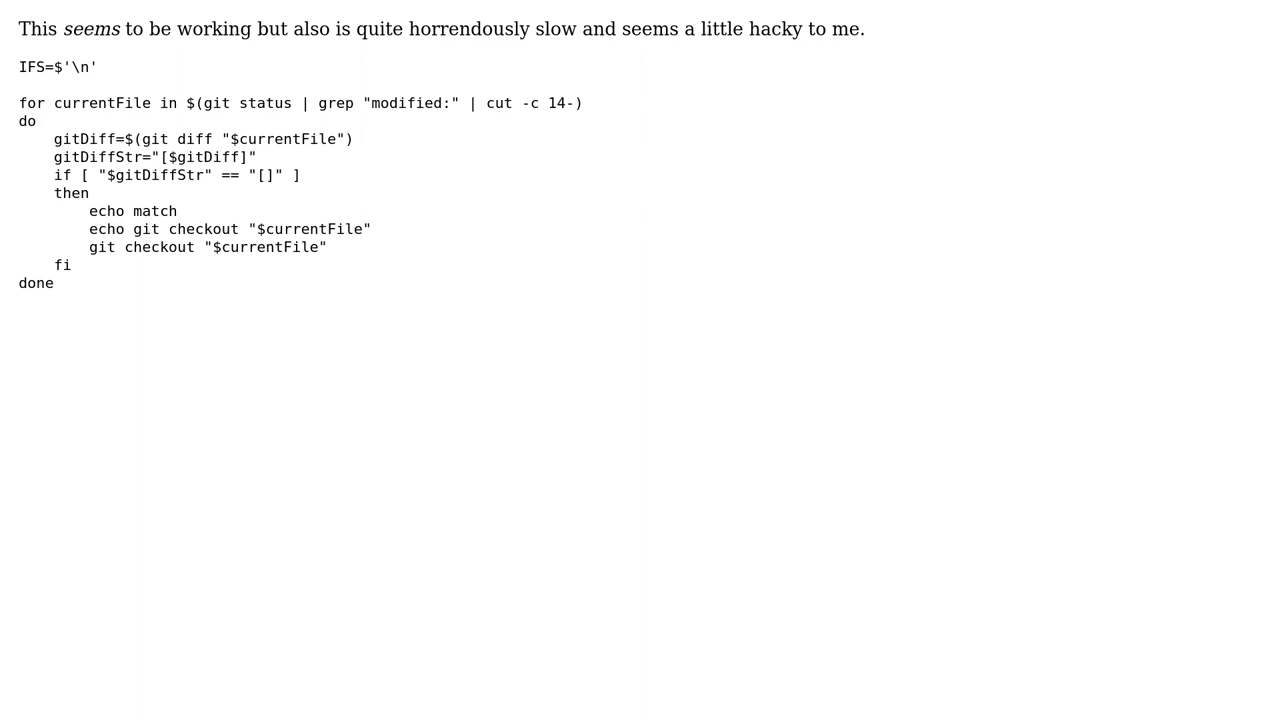 This seems to be working but also is quite horrendously slow and seems a little hacky to me.
IFS=$'\n'
for currentFile in $(git status | grep "modified:" | cut -c 14-)
do
    gitDiff=$(git diff "$currentFile")
    gitDiffStr="[$gitDiff]"
    if [ "$gitDiffStr" == "[]" ]
    then
        echo match
        echo git checkout "$currentFile"
        git checkout "$currentFile"
    fi
done